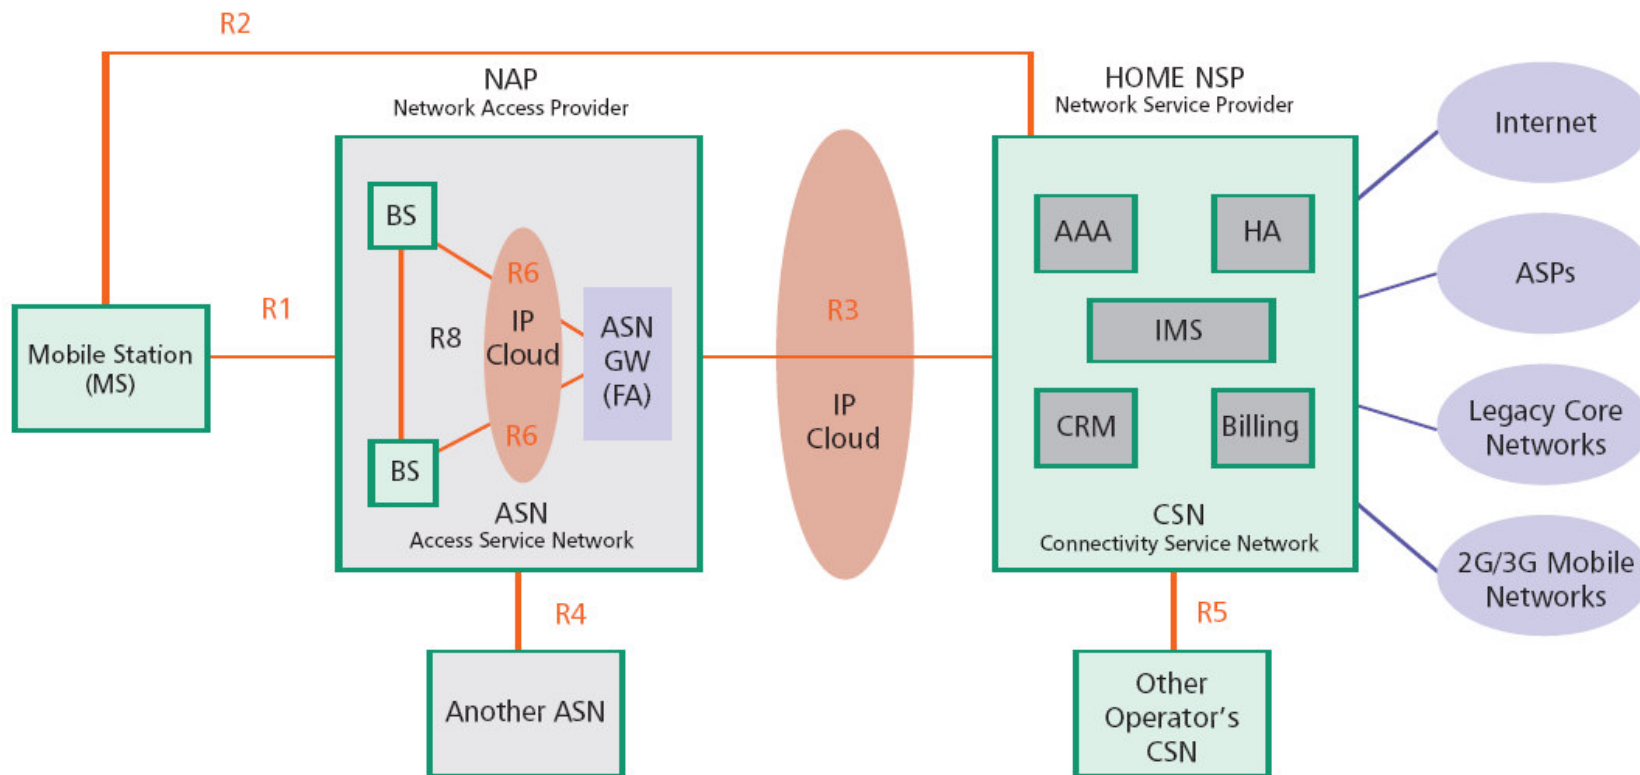 R2
NAP
Network Access Provider
HOME NSP
Network Service Provider
Internet
BS
AAA
HA
ASPs
R6
R1
R8
IP
Cloud
ASN
GW
(FA)
R3
IMS
Mobile Station
(MS)
R6
BS
IP
Cloud
CRM
Billing
Legacy Core
Networks
ASN
Access Service Network
CSN
Connectivity Service Network
2G/3G Mobile
Networks
R4
R5
Another ASN
Other
Operator’s
CSN